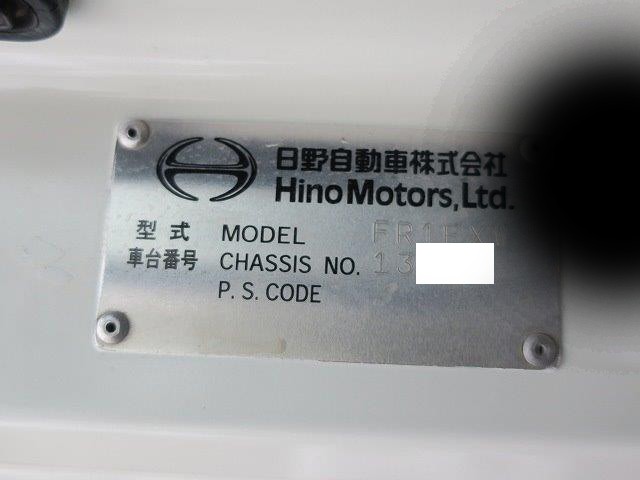 日野自動車株式会社
Hino Motors, Ltd.
型式 MODEL FR1EX
車台番号 CHASSIS NO. 13
P. S. CODE